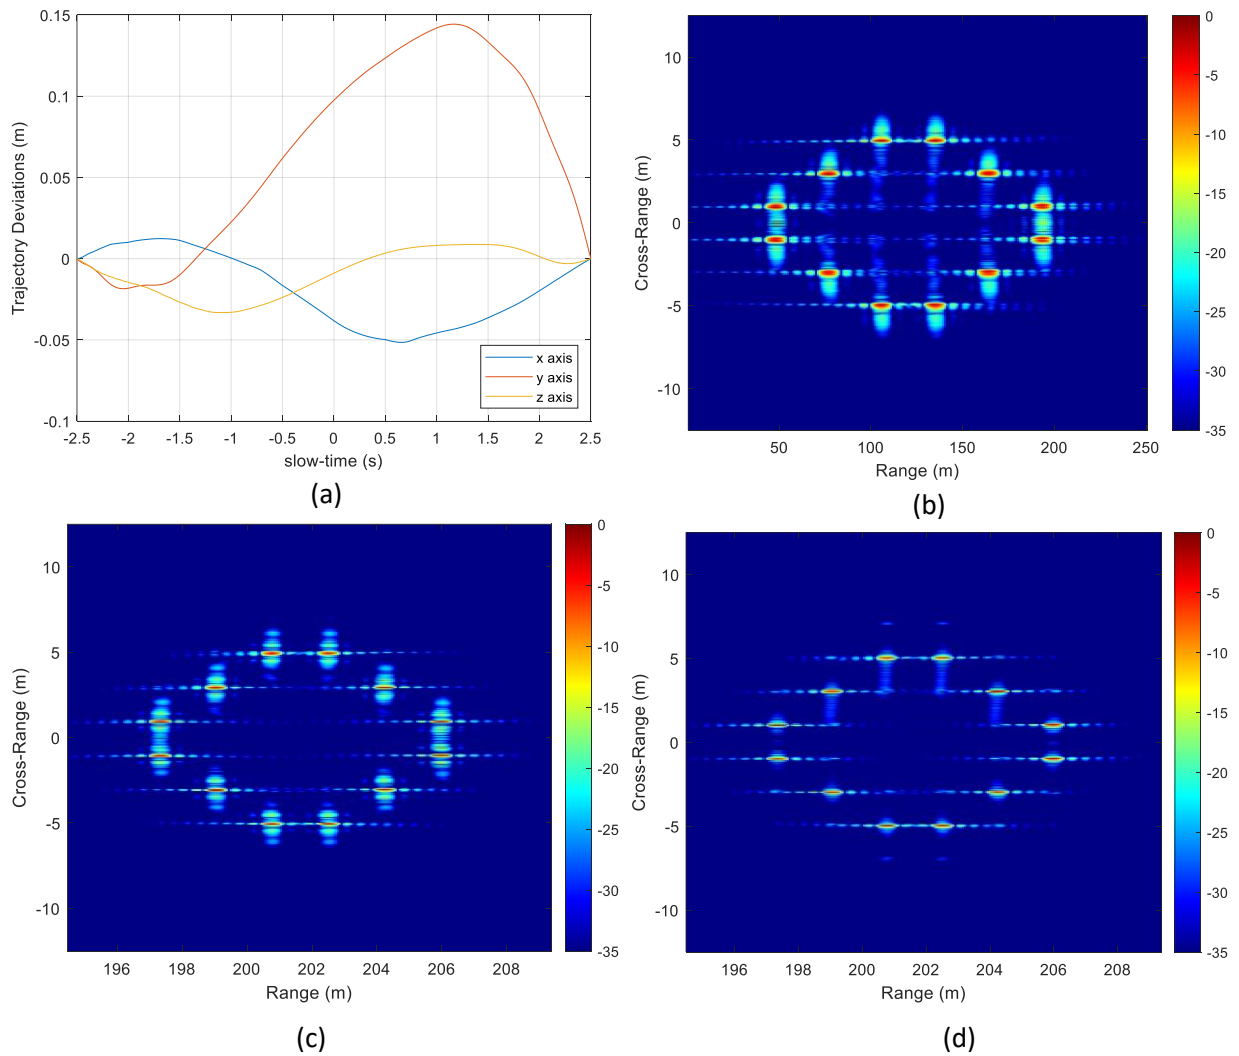 0.15
0.1
0.05
0
-0.05
-0.1
Trajectory Deviations (m)
x axis
y axis
z axis
-2.5 -2 -1.5 -1 -0.5 0 0.5 1 1.5 2 2.5
slow-time (s)
(a)
10
5
0
-5
-10
Cross-Range (m)
50 100 150 200 250
Range (m)
0
-5
-10
-15
-20
-25
-30
-35
(b)
10
5
0
-5
-10
Cross-Range (m)
196 198 200 202 204 206 208
Range (m)
0
-5
-10
-15
-20
-25
-30
-35
(c)
10
5
0
-5
-10
Cross-Range (m)
196 198 200 202 204 206 208
Range (m)
0
-5
-10
-15
-20
-25
-30
-35
(d)